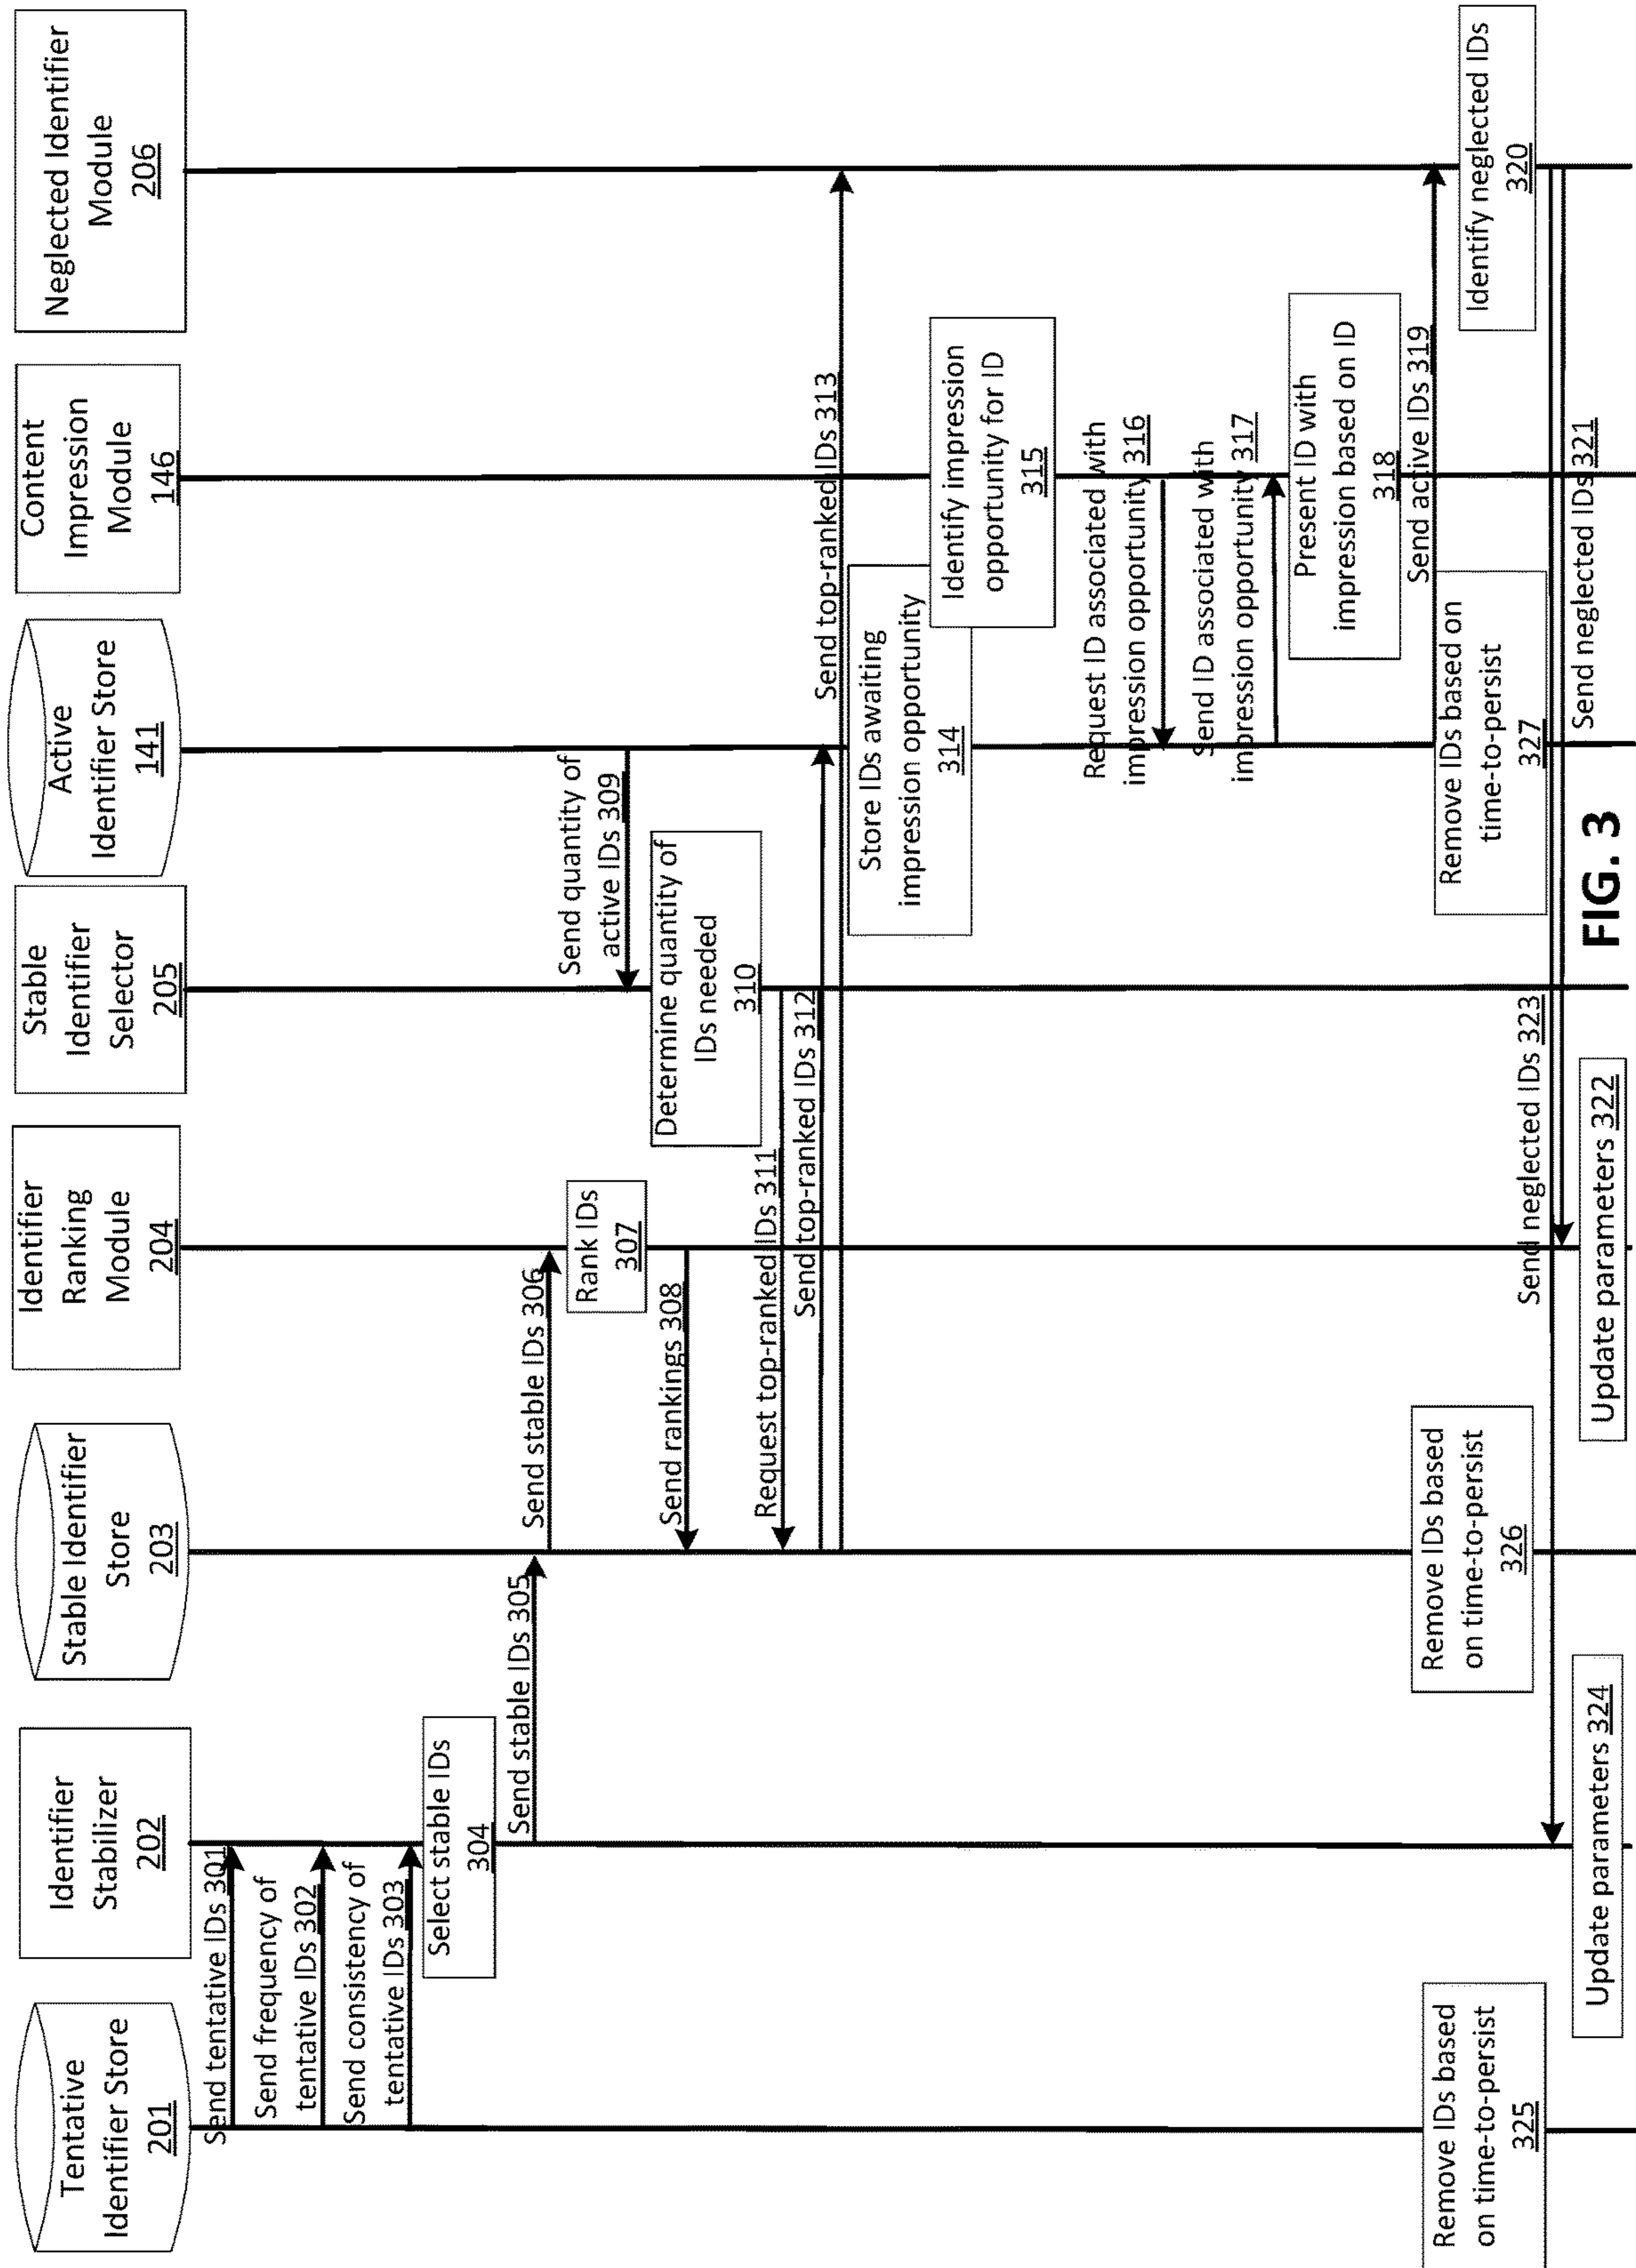 Tentative
Identifier Store
201
Identifier
Stabilizer
202
Stable Identifier
Store
203
Identifier
Ranking
Module
204
Stable
Identifier
Selector
205
Active
Identifier Store
141
Content
Impression
Module
146
Neglected Identifier
Module
206
Send tentative IDs 301
Send frequency of
tentative IDs 302
Send consistency of
tentative IDs 303
Select stable IDs
304
Send stable IDs 305
Send stable IDs 306
Rank IDs
307
Send rankings 308
Send quantity of
active IDs 309
Determine quantity of
IDs needed
310
Request top-ranked IDs 311
Send top-ranked IDs 312
Send top-ranked IDs 313
Store IDs awaiting
impression opportunity
314
Identify impression
opportunity for ID
315
Request ID associated with
impression opportunity 316
Send ID associated with
impression opportunity 317
Present ID with
impression based on ID
318
Send active IDs 319
Identify neglected IDs
320
Send neglected IDs 321
Update parameters 322
Send neglected IDs 323
Update parameters 324
Remove IDs based
on time-to-persist
325
Remove IDs based
on time-to-persist
326
Remove IDs based on
time-to-persist
327
FIG. 3